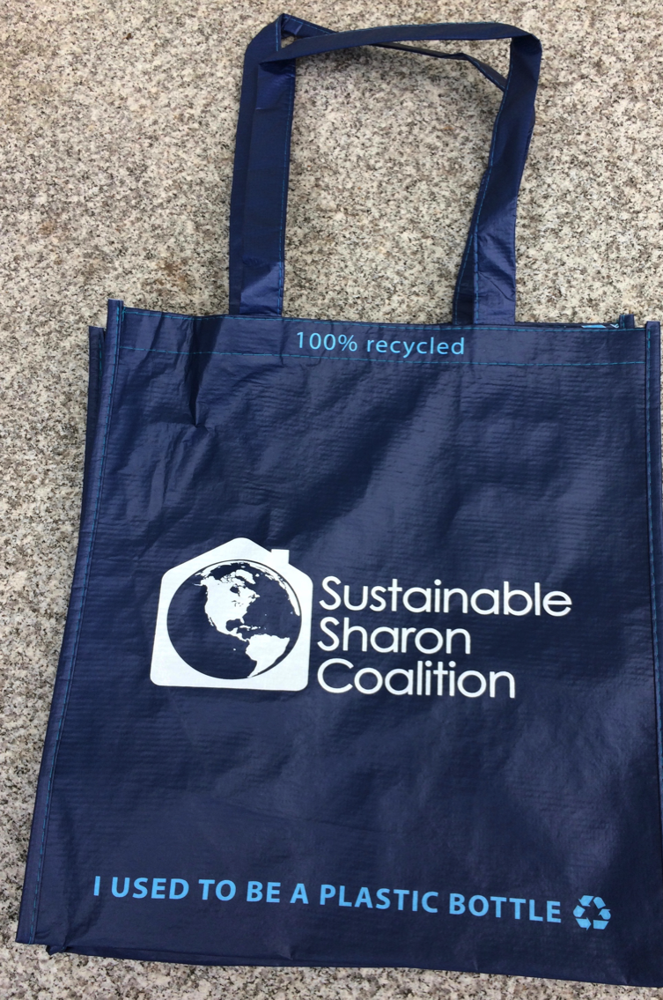 100% recycled
Sustainable
Sharon
Coalition
I USED TO BE A PLASTIC BOTTLE